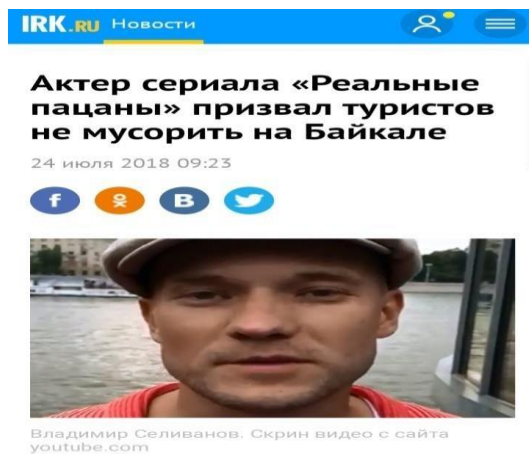 IRK.RU Новости
Актер сериала «Реальные
пацаны» призвал туристов
не мусорить на Байкале
24 июля 2018 09:23
Владимир Селиванов. Скрин видео с сайта
youtube.com